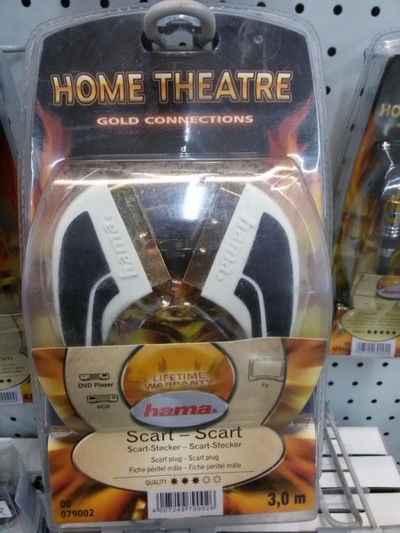 HOME THEATRE
GOLD CONNECTIONS
hama
hama
DVD Player
VCR
TV
LIFETIME
WARRANTY
hama
Scart – Scart
Scart-Stecker – Scart-Stecker
Scart plug – Scart plug
Fiche péritel mâle – Fiche péritel mâle
QUALITY
00
079002
3,0 m